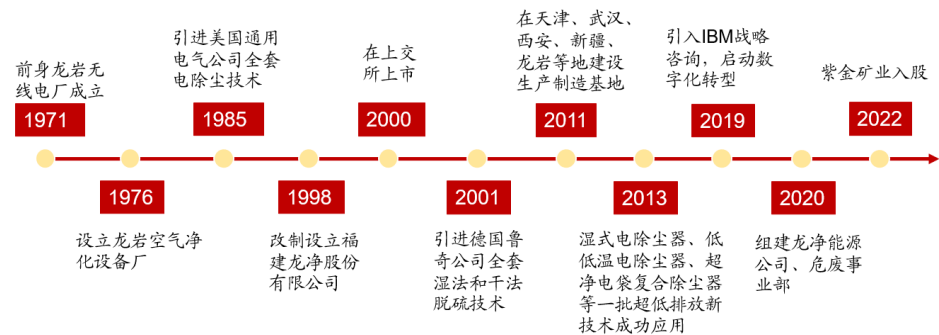 前身龙岩无
线电厂成立
1971
1976
设立龙岩空气净
化设备厂
引进美国通用
电气公司全套
电除尘技术
1985
1998
改制设立福
建龙净股份
有限公司
在上交
所上市
2000
2001
引进德国鲁
奇公司全套
湿法和干法
脱硫技术
在天津、武汉、
西安、新疆、
龙岩等地建设
生产制造基地
2011
2013
湿式电除尘器、低
低温电除尘器、超
净电袋复合除尘器
等一批超低排放新
技术成功应用
引入IBM战略
咨询，启动数
字化转型
2019
2020
组建龙净能源
公司、危废事
业部
紫金矿业入股
2022